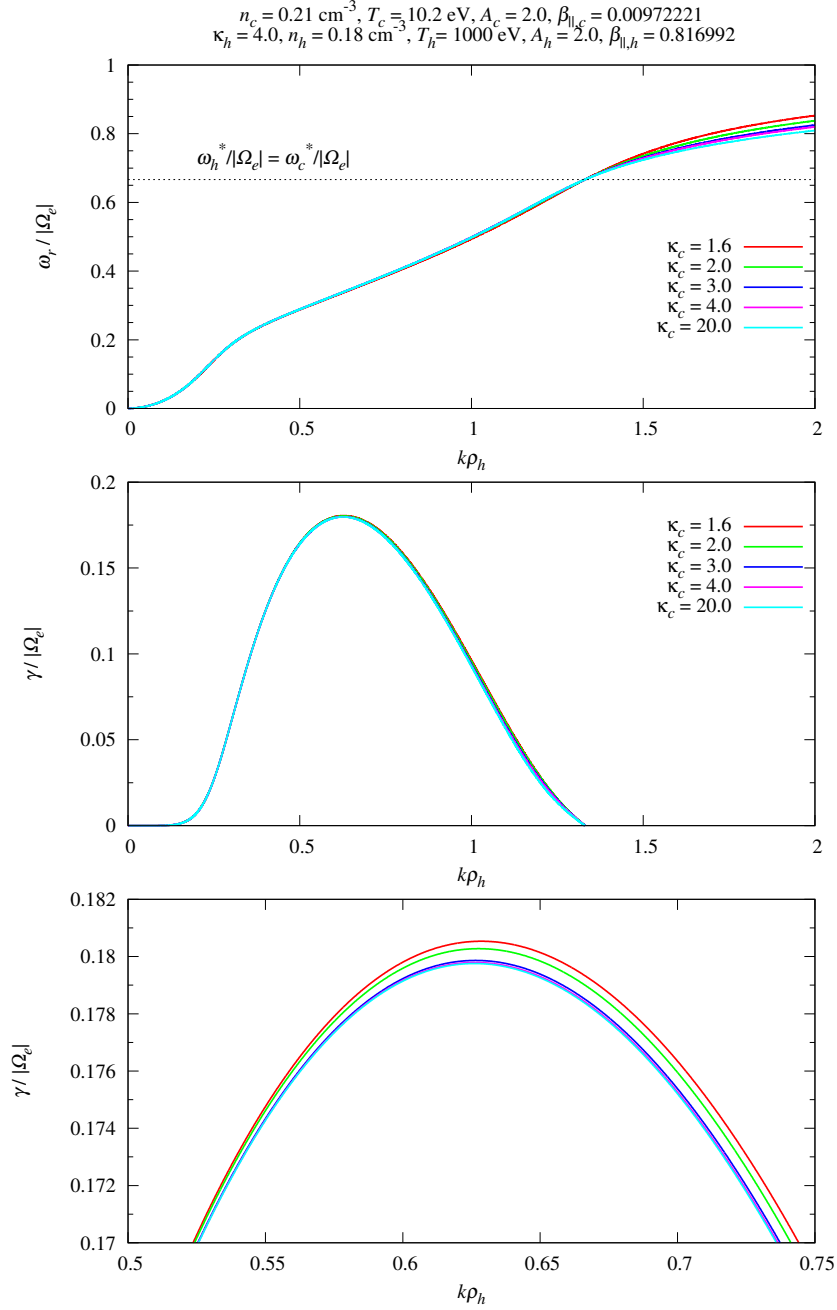 n_c = 0.21 cm⁻³, T_c = 10.2 eV, A_c = 2.0, β_||,c = 0.00972221
κ_h = 4.0, n_h = 0.18 cm⁻³, T_h = 1000 eV, A_h = 2.0, β_||,h = 0.816992
1
0.8
0.6
0.4
0.2
0
ω_r / |Ω_e|
ω_h*/|Ω_e| = ω_c*/|Ω_e|
κ_c = 1.6
κ_c = 2.0
κ_c = 3.0
κ_c = 4.0
κ_c = 20.0
0 0.5 1 1.5 2
kρ_h
0.2
0.15
0.1
0.05
0
γ / |Ω_e|
κ_c = 1.6
κ_c = 2.0
κ_c = 3.0
κ_c = 4.0
κ_c = 20.0
0 0.5 1 1.5 2
kρ_h
0.182
0.18
0.178
0.176
0.174
0.172
0.17
γ / |Ω_e|
0.5 0.55 0.6 0.65 0.7 0.75
kρ_h